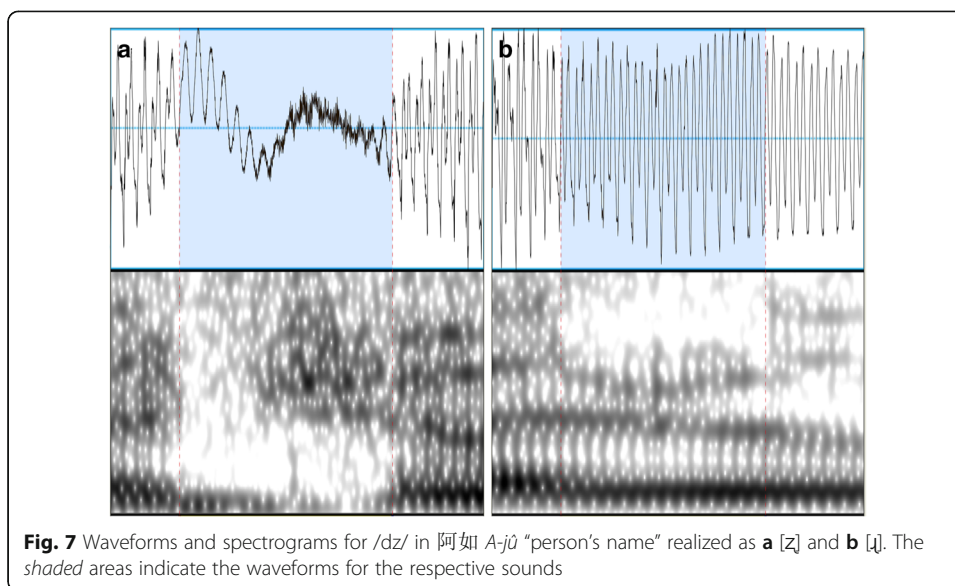 a b
Fig. 7 Waveforms and spectrograms for /dz/ in 阿如 A-jû “person’s name” realized as a [ʐ] and b [ɻ]. The
shaded areas indicate the waveforms for the respective sounds